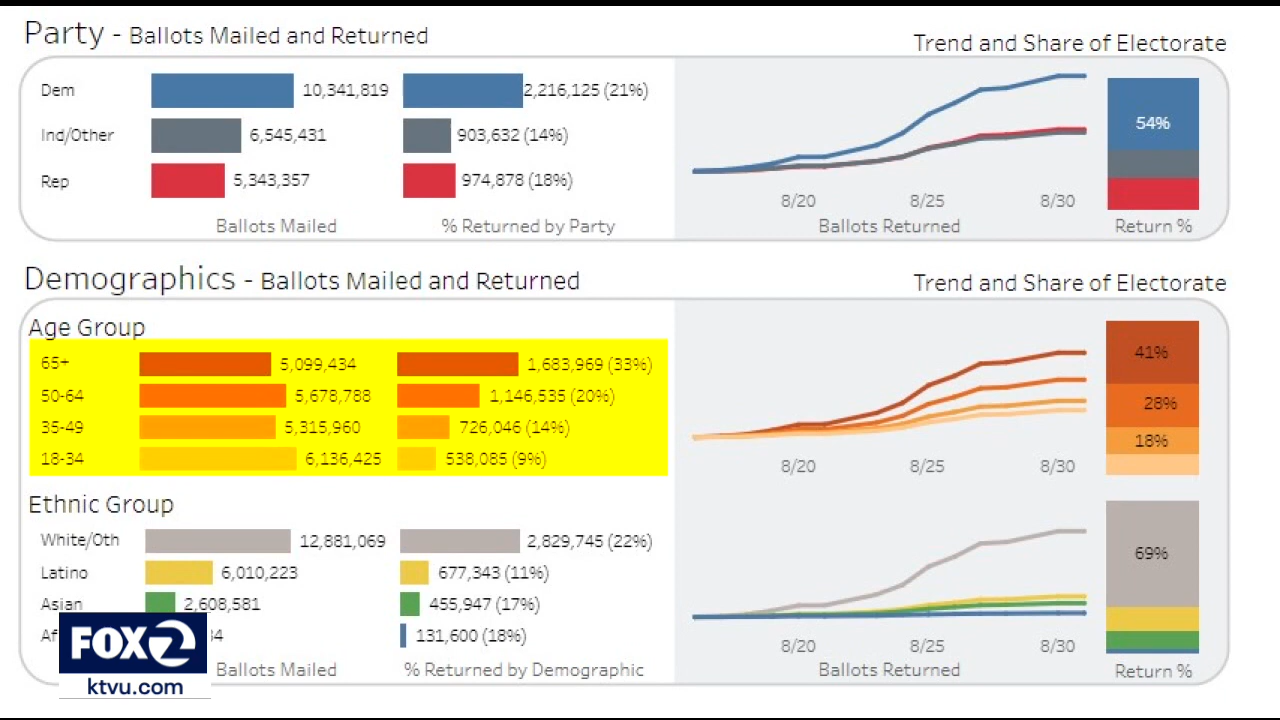 Party - Ballots Mailed and Returned
Trend and Share of Electorate
Dem 10,341,819 2,216,125 (21%)
54%
Ind/Other 6,545,431 903,632 (14%)
Rep 5,343,357 974,878 (18%)
8/20 8/25 8/30
Ballots Mailed % Returned by Party Ballots Returned Return %
Demographics - Ballots Mailed and Returned
Trend and Share of Electorate
Age Group
65+ 5,099,434 1,683,969 (33%)
41%
50-64 5,678,788 1,146,535 (20%)
28%
35-49 5,315,960 726,046 (14%)
18%
18-34 6,136,425 538,085 (9%)
8/20 8/25 8/30
Ethnic Group
White/Oth 12,881,069 2,829,745 (22%)
69%
Latino 6,010,223 677,343 (11%)
Asian 2,608,581 455,947 (17%)
131,600 (18%)
8/20 8/25 8/30
Ballots Mailed % Returned by Demographic Ballots Returned Return %
FOX 2
ktvu.com